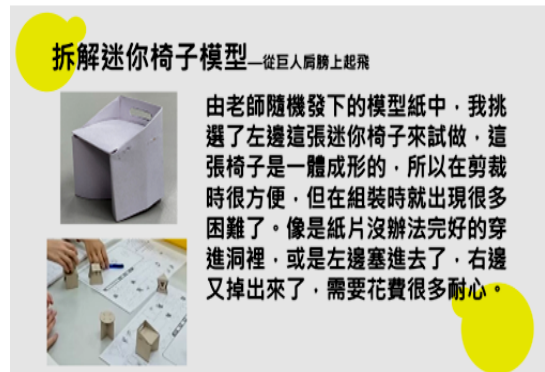 拆解迷你椅子模型—從巨人肩膀上起飛
由老師隨機發下的模型紙中，我挑
選了左邊這張迷你椅子來試做，這
張椅子是一體成形的，所以在剪裁
時很方便，但在組裝時就出現很多
困難了。像是紙片沒辦法完好的穿
進洞裡，或是左邊塞進去了，右邊
又掉出來了，需要花費很多耐心。